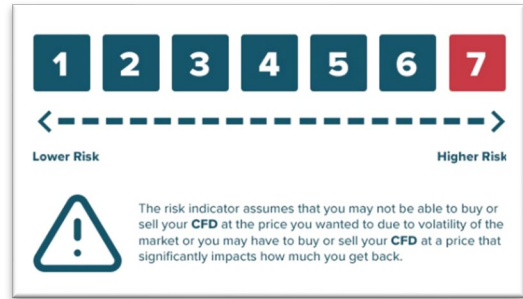 1 2 3 4 5 6 7
Lower Risk Higher Risk
The risk indicator assumes that you may not be able to buy or
sell your CFD at the price you wanted to due to volatility of the
market or you may have to buy or sell your CFD at a price that
significantly impacts how much you get back.